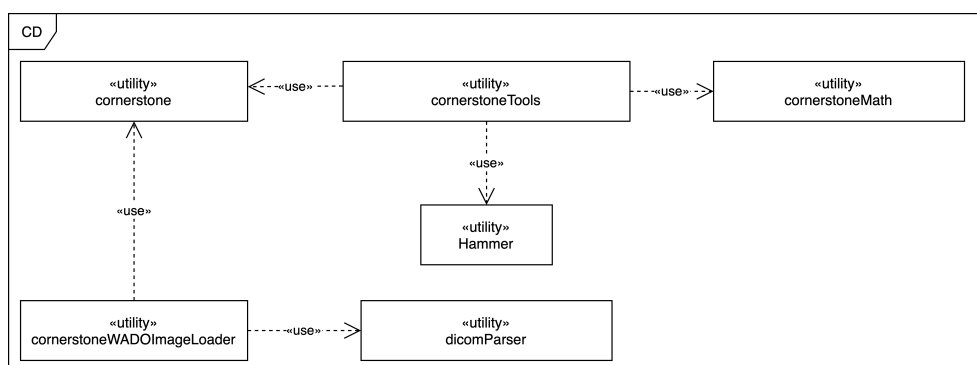 CD
«utility»
cornerstone
«use»
«utility»
cornerstoneTools
«use»
«utility»
cornerstoneMath
«use»
«utility»
Hammer
«use»
«utility»
cornerstoneWADOImageLoader
«use»
«utility»
dicomParser